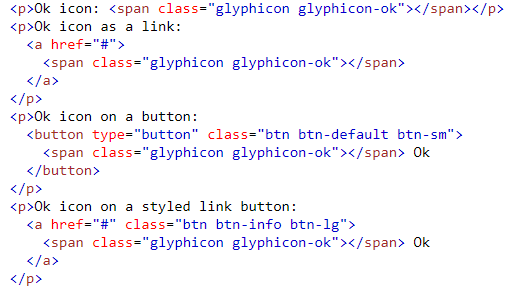 <p>Ok icon: <span class="glyphicon glyphicon-ok"></span></p>
<p>Ok icon as a link:
  <a href="#">
    <span class="glyphicon glyphicon-ok"></span>
  </a>
</p>
<p>Ok icon on a button:
  <button type="button" class="btn btn-default btn-sm">
    <span class="glyphicon glyphicon-ok"></span> Ok
  </button>
</p>
<p>Ok icon on a styled link button:
  <a href="#" class="btn btn-info btn-lg">
    <span class="glyphicon glyphicon-ok"></span> Ok
  </a>
</p>